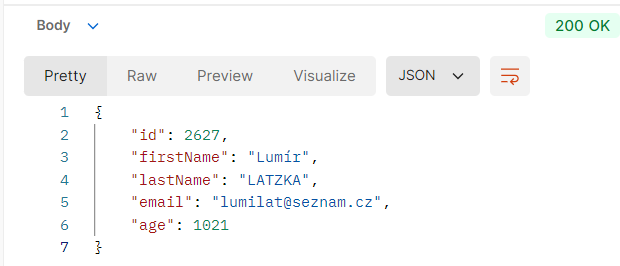 Body
200 OK
Pretty Raw Preview Visualize JSON
1 {
2 "id": 2627,
3 "firstName": "Lumír",
4 "lastName": "LATZKA",
5 "email": "lumilat@seznam.cz",
6 "age": 1021
7 }